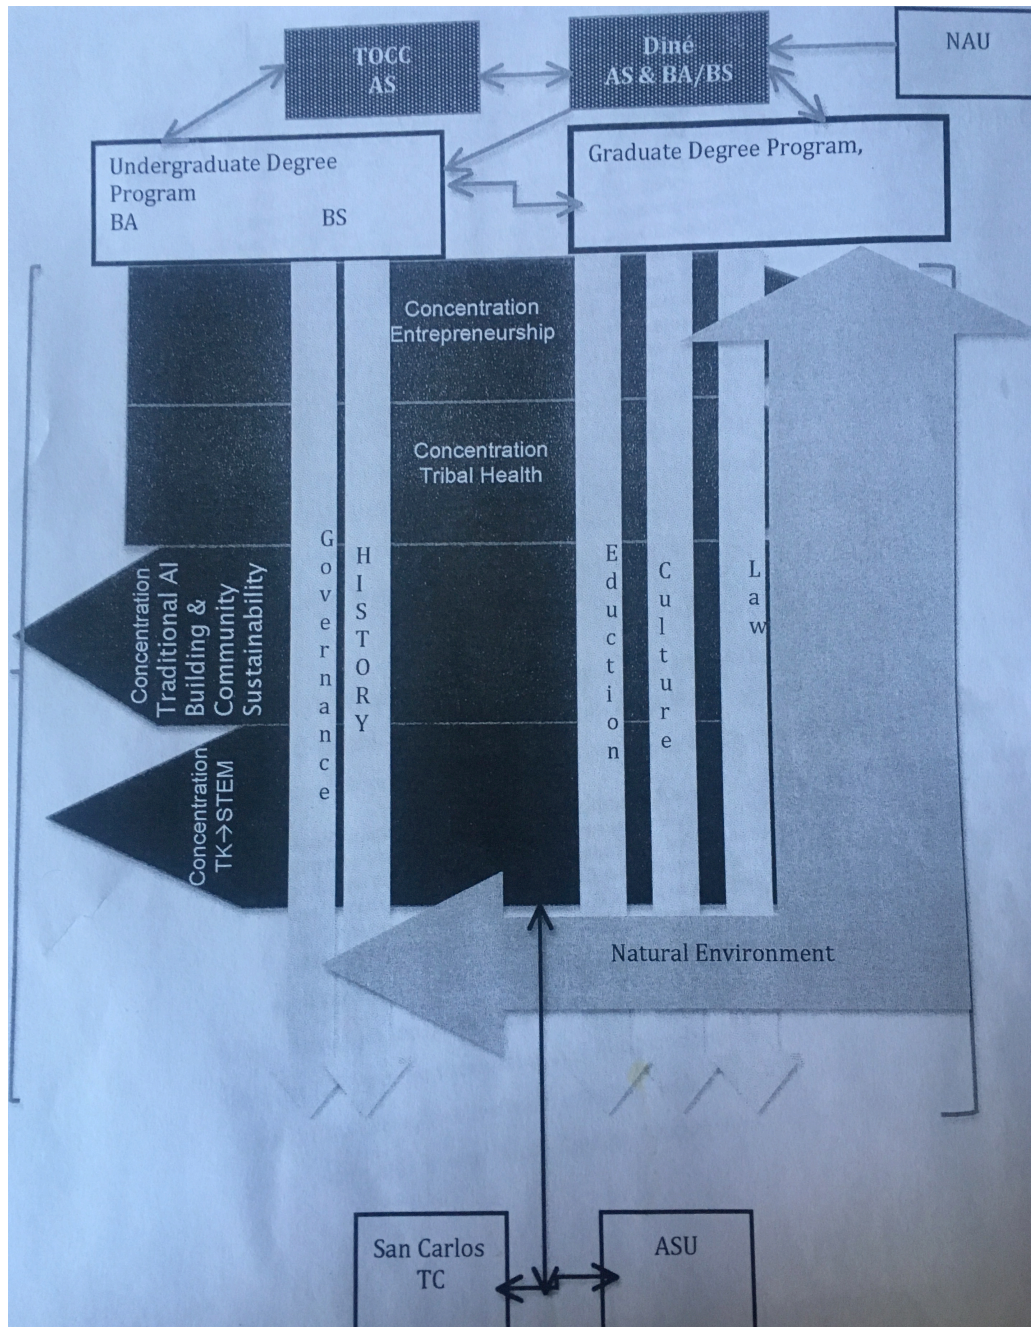 TOCC
AS
Diné
AS & BA/BS
NAU
Undergraduate Degree
Program
BA BS
Graduate Degree Program,
Concentration
Entrepreneurship
Concentration
Tribal Health
Governance
HISTORY
Eduction
Culture
Law
Concentration
Traditional AI
Building &
Community
Sustainability
Concentration
TK→STEM
Natural Environment
San Carlos
TC
ASU